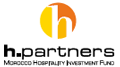 h.partners
MOROCCO HOSPITALITY INVESTMENT FUND